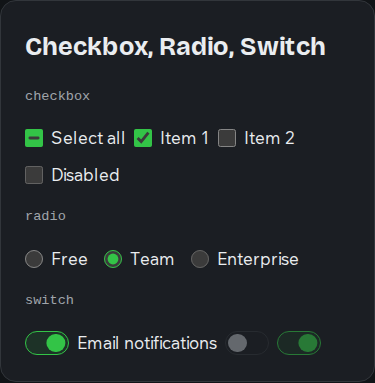 Checkbox, Radio, Switch
checkbox
Select all Item 1 Item 2
Disabled
radio
Free Team Enterprise
switch
Email notifications